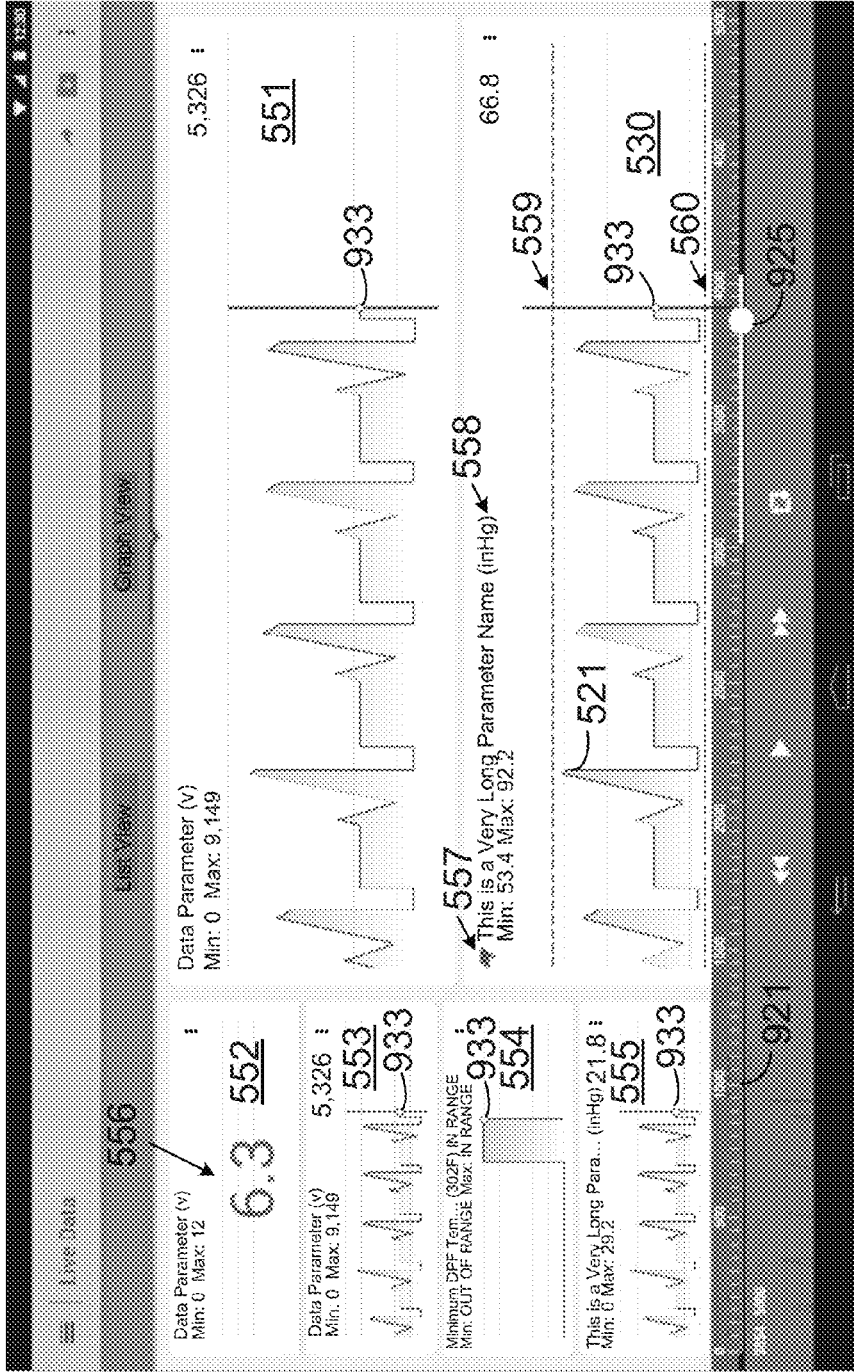 12:30
Live Data
List View
Graph View
556
Data Parameter (v)
Min: 0 Max: 12
6.3
552
Data Parameter (v)
Min: 0 Max: 9,149
5,326
551
933
Data Parameter (v)
Min: 0 Max: 9,149
5,326
553
933
557
This is a Very Long Parameter Name (inHg)
Min: 53.4 Max: 92.2
558
66.8
559
521
933
530
560
Minimum DPF Tem... (302F) IN RANGE
Min: OUT OF RANGE Max: IN RANGE
933
554
This is a Very Long Para... (inHg) 21.8
Min: 0 Max: 29.2
555
933
921
925